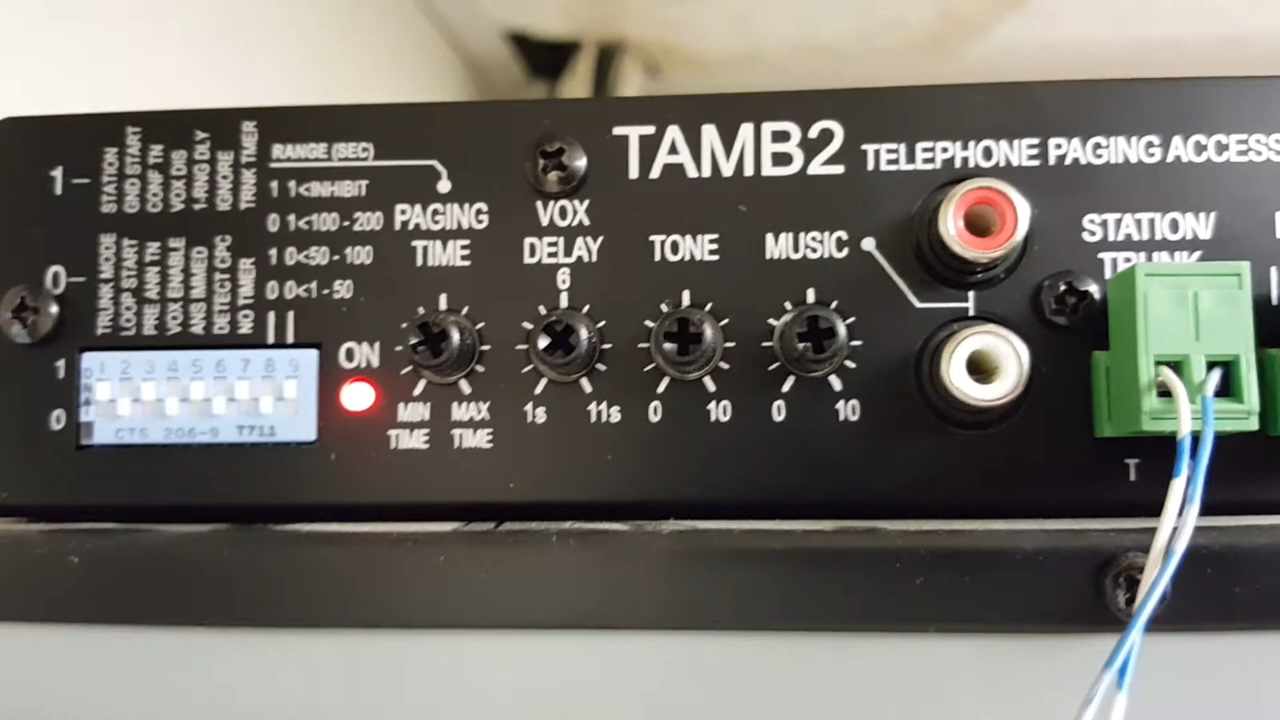 TAMB2 TELEPHONE PAGING ACCESS
1
STATION
GND START
CONF TN
VOX DIS
1-RNG DLY
IGNORE
TRNK TMER
RANGE (SEC)
1 1<INHIBIT
0 1<100 - 200
1 0<50 - 100
0 0<1 - 50
0
TRUNK MODE
LOOP START
PRE ANN TN
VOX ENABLE
ANS IMMED
DETECT CPC
NO TIMER
PAGING
TIME
VOX
DELAY
6
TONE
MUSIC
STATION/
TRUNK
1
0
1 2 3 4 5 6 7 8 9
CTS 206-9 T711
ON
MIN
TIME
MAX
TIME
1s
11s
0
10
0
10
T